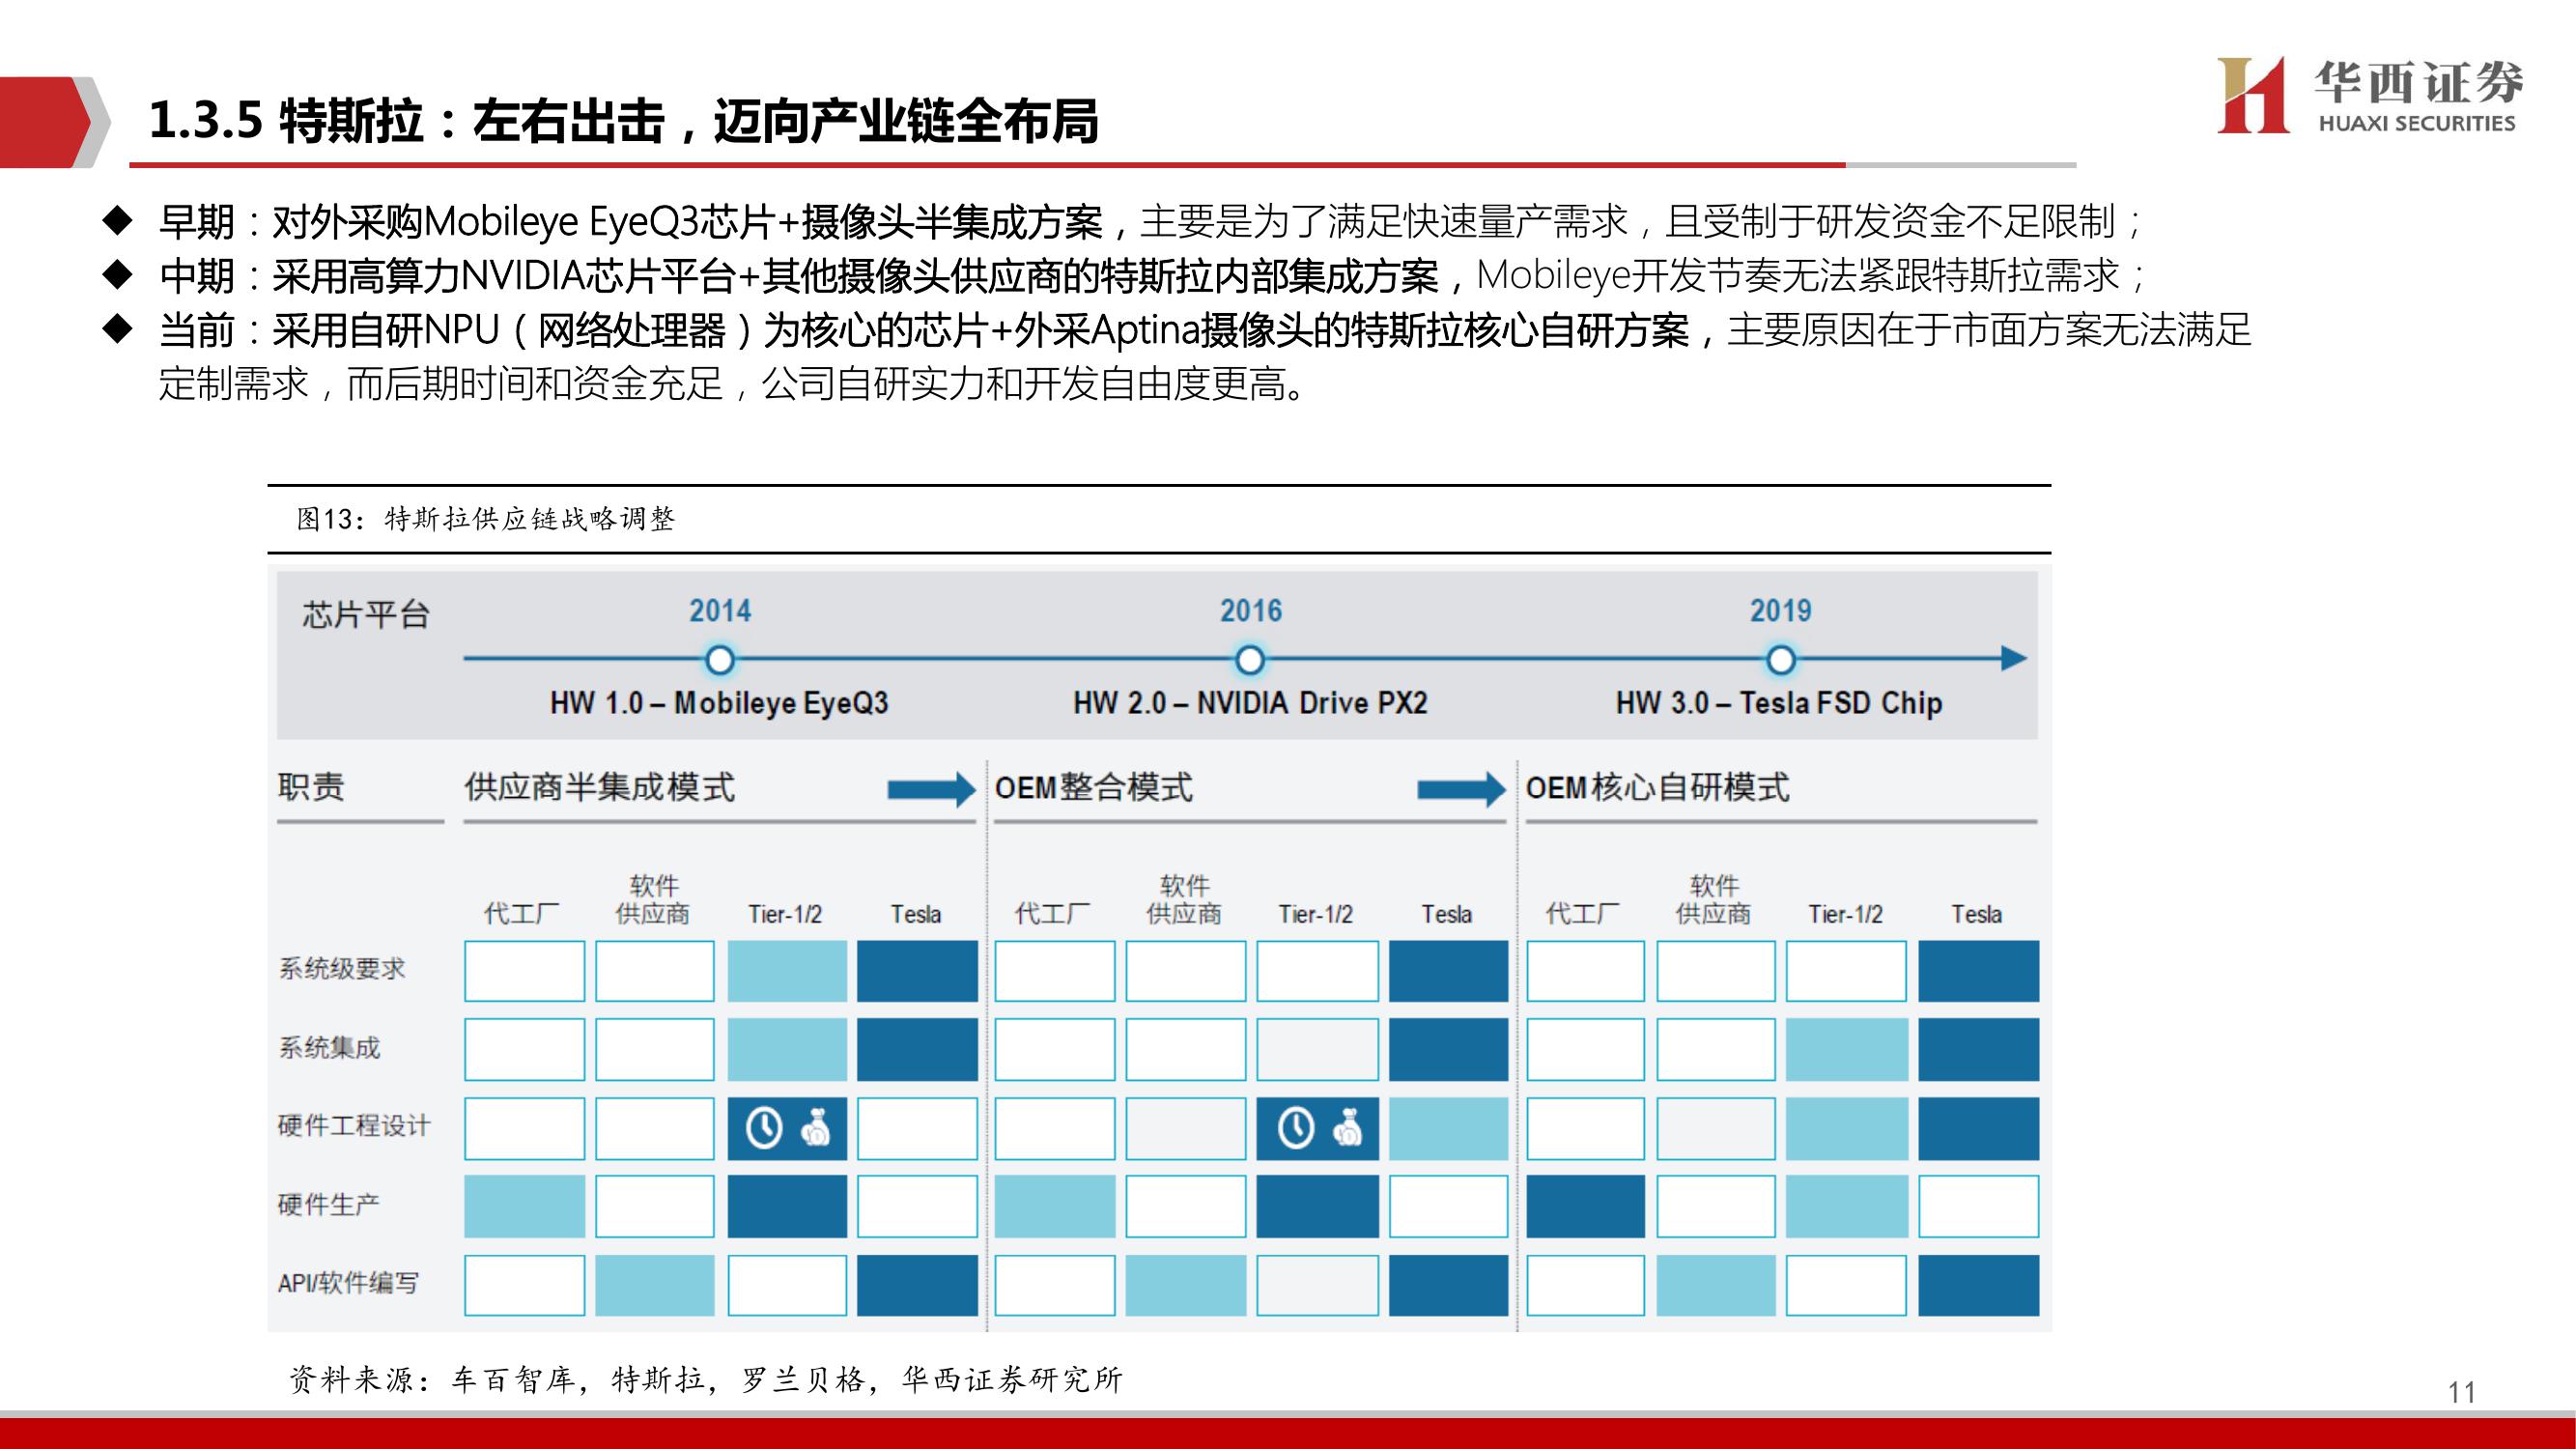 1.3.5 特斯拉：左右出击，迈向产业链全布局
华西证券
HUAXI SECURITIES
◆ 早期：对外采购Mobileye EyeQ3芯片+摄像头半集成方案，主要是为了满足快速量产需求，且受制于研发资金不足限制；
◆ 中期：采用高算力NVIDIA芯片平台+其他摄像头供应商的特斯拉内部集成方案，Mobileye开发节奏无法紧跟特斯拉需求；
◆ 当前：采用自研NPU（网络处理器）为核心的芯片+外采Aptina摄像头的特斯拉核心自研方案，主要原因在于市面方案无法满足
定制需求，而后期时间和资金充足，公司自研实力和开发自由度更高。
图13：特斯拉供应链战略调整
芯片平台
2014 2016 2019
HW 1.0 – Mobileye EyeQ3 HW 2.0 – NVIDIA Drive PX2 HW 3.0 – Tesla FSD Chip
职责 供应商半集成模式 OEM整合模式 OEM核心自研模式
代工厂 软件供应商 Tier-1/2 Tesla 代工厂 软件供应商 Tier-1/2 Tesla 代工厂 软件供应商 Tier-1/2 Tesla
系统级要求
系统集成
硬件工程设计
硬件生产
API/软件编写
资料来源：车百智库，特斯拉，罗兰贝格，华西证券研究所
11